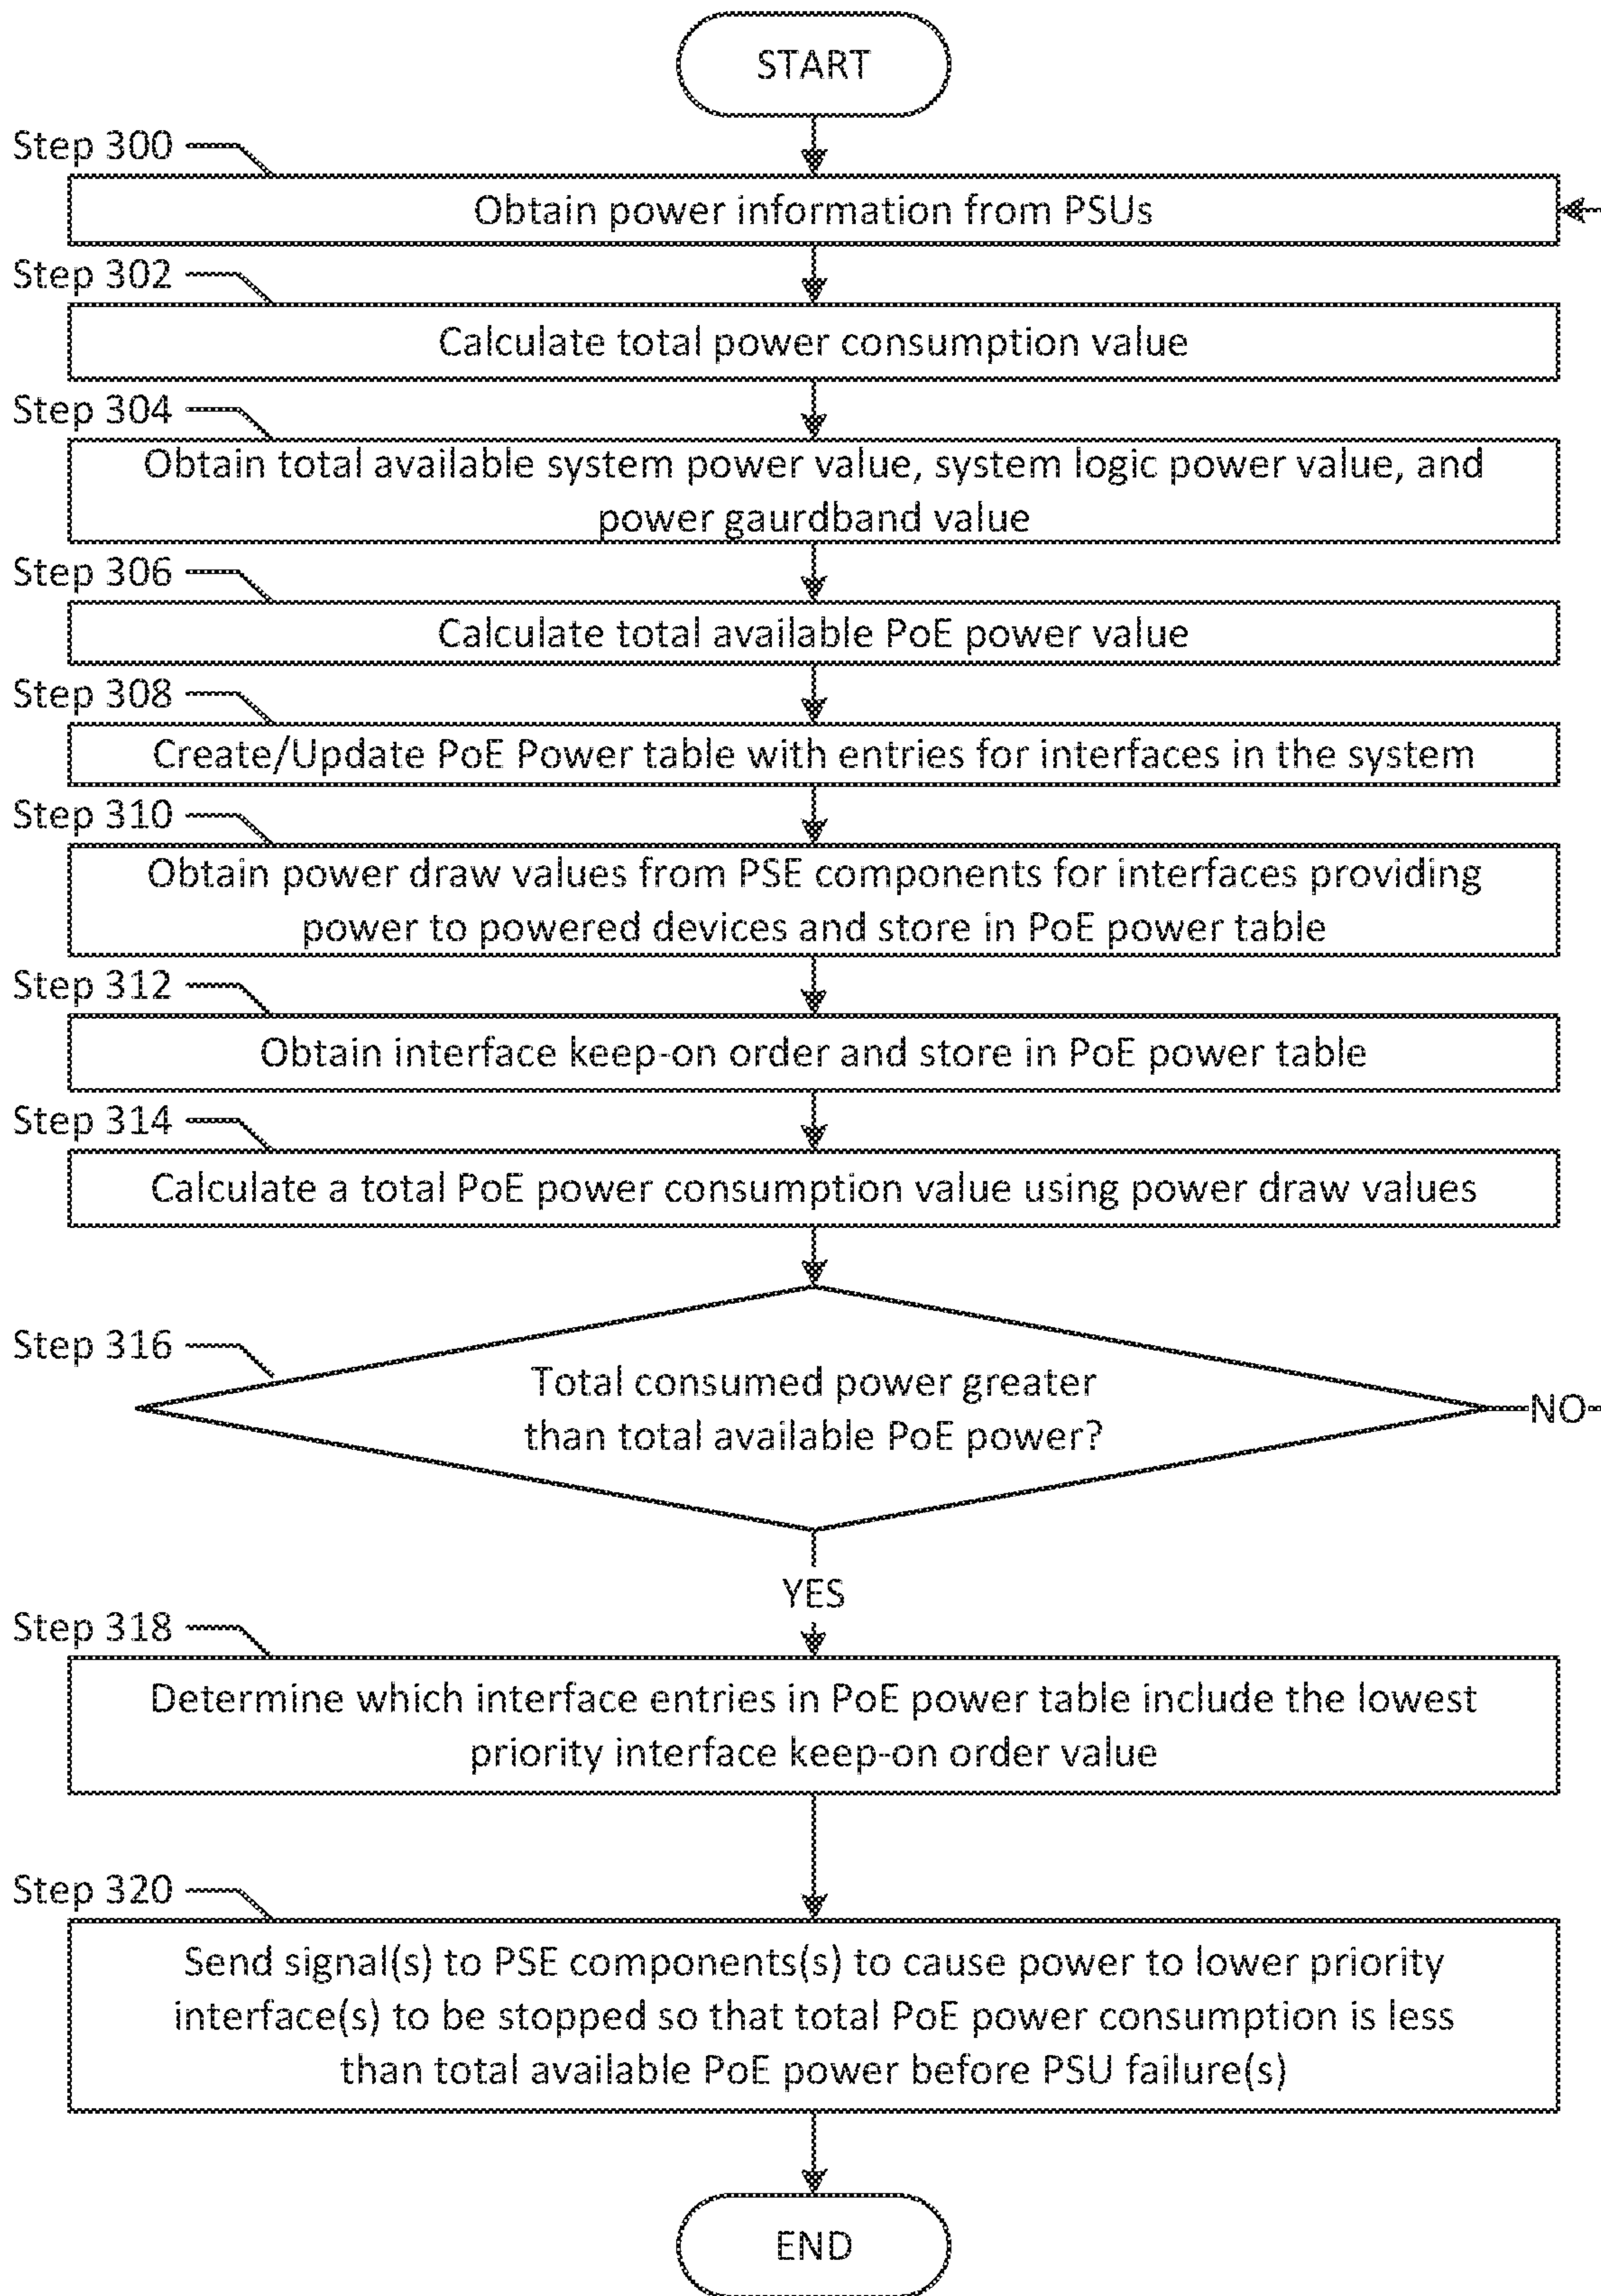 START
Step 300
Obtain power information from PSUs
Step 302
Calculate total power consumption value
Step 304
Obtain total available system power value, system logic power value, and
power gaurdband value
Step 306
Calculate total available PoE power value
Step 308
Create/Update PoE Power table with entries for interfaces in the system
Step 310
Obtain power draw values from PSE components for interfaces providing
power to powered devices and store in PoE power table
Step 312
Obtain interface keep-on order and store in PoE power table
Step 314
Calculate a total PoE power consumption value using power draw values
Step 316
Total consumed power greater
than total available PoE power?
NO
YES
Step 318
Determine which interface entries in PoE power table include the lowest
priority interface keep-on order value
Step 320
Send signal(s) to PSE components(s) to cause power to lower priority
interface(s) to be stopped so that total PoE power consumption is less
than total available PoE power before PSU failure(s)
END